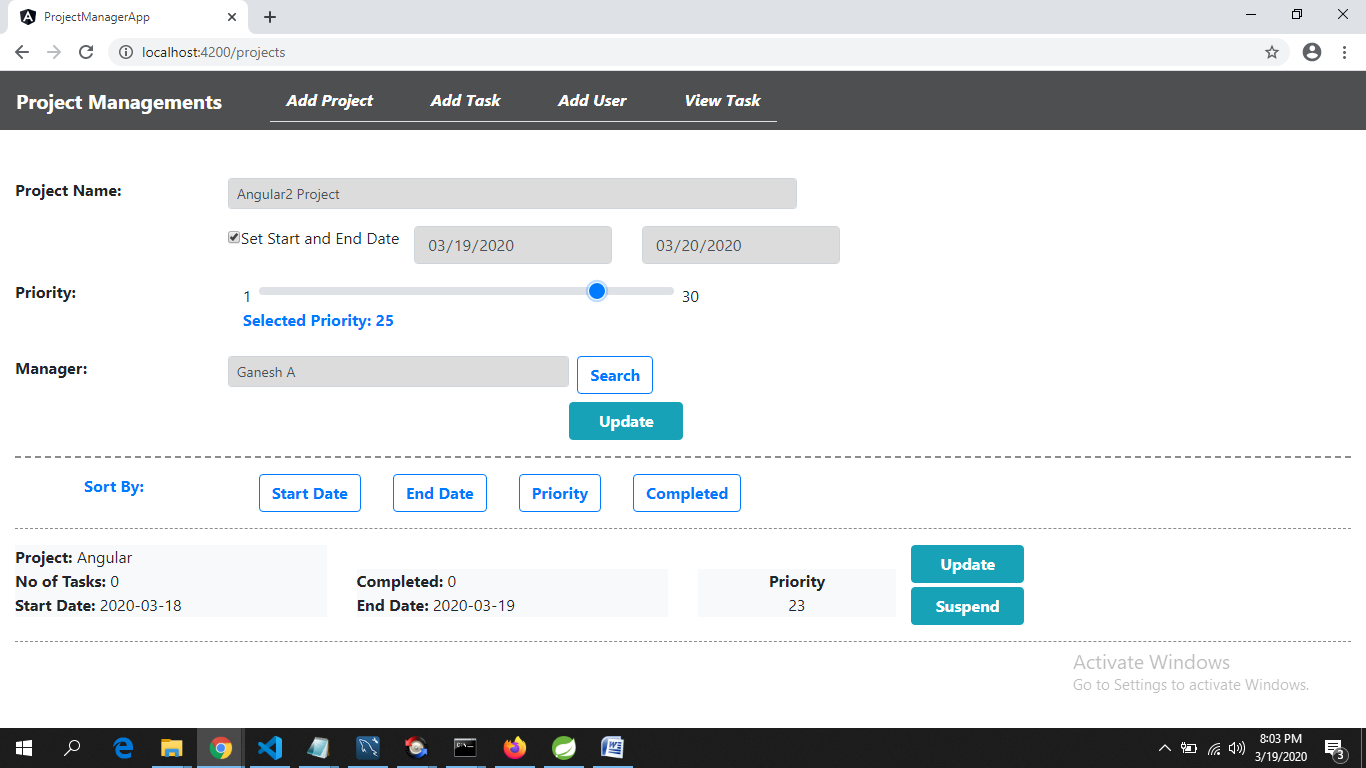 ProjectManagerApp
localhost:4200/projects
Project Managements Add Project Add Task Add User View Task
Project Name: Angular2 Project
Set Start and End Date 03/19/2020 03/20/2020
Priority: 1 30
Selected Priority: 25
Manager: Ganesh A Search
Update
Sort By: Start Date End Date Priority Completed
Project: Angular
No of Tasks: 0 Completed: 0 Priority
Start Date: 2020-03-18 End Date: 2020-03-19 23
Update
Suspend
Activate Windows
Go to Settings to activate Windows.
8:03 PM
3/19/2020
3